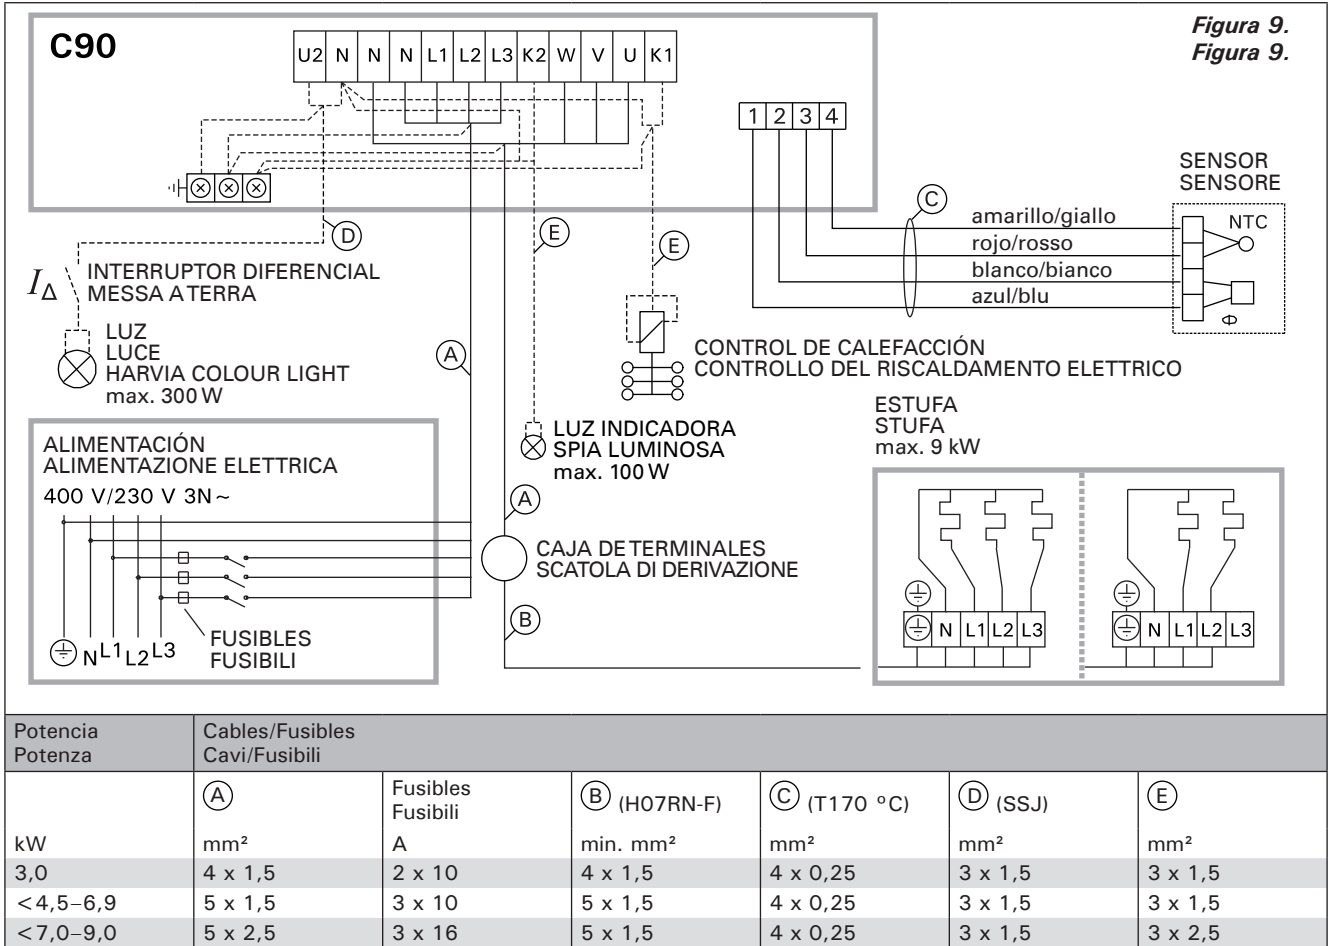 C90
Figura 9.
Figura 9.
U2 N N N L1 L2 L3 K2 W V U K1
1 2 3 4
SENSOR
SENSORE
C
amarillo/giallo
NTC
rojo/rosso
blanco/bianco
azul/blu
Φ
D
E
E
I∆
INTERRUPTOR DIFERENCIAL
MESSA A TERRA
LUZ
LUCE
HARVIA COLOUR LIGHT
max. 300 W
A
CONTROL DE CALEFACCIÓN
CONTROLLO DEL RISCALDAMENTO ELETTRICO
ESTUFA
STUFA
max. 9 kW
LUZ INDICADORA
SPIA LUMINOSA
max. 100 W
ALIMENTACIÓN
ALIMENTAZIONE ELETTRICA
400 V/230 V 3N~
A
CAJA DE TERMINALES
SCATOLA DI DERIVAZIONE
B
N L1 L2 L3
FUSIBLES
FUSIBILI
N L1 L2 L3
N L1 L2 L3
Potencia
Potenza
Cables/Fusibles
Cavi/Fusibili
A Fusibles B (H07RN-F) C (T170 °C) D (SSJ) E
Fusibili
kW mm² A min. mm² mm² mm² mm²
3,0 4 x 1,5 2 x 10 4 x 1,5 4 x 0,25 3 x 1,5 3 x 1,5
<4,5–6,9 5 x 1,5 3 x 10 5 x 1,5 4 x 0,25 3 x 1,5 3 x 1,5
<7,0–9,0 5 x 2,5 3 x 16 5 x 1,5 4 x 0,25 3 x 1,5 3 x 2,5